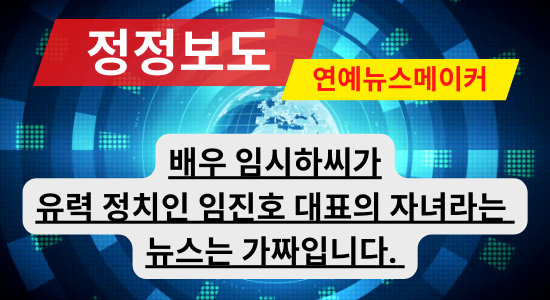 정정보도
연예뉴스메이커
배우 임시하씨가
유력 정치인 임진호 대표의 자녀라는
뉴스는 가짜입니다.